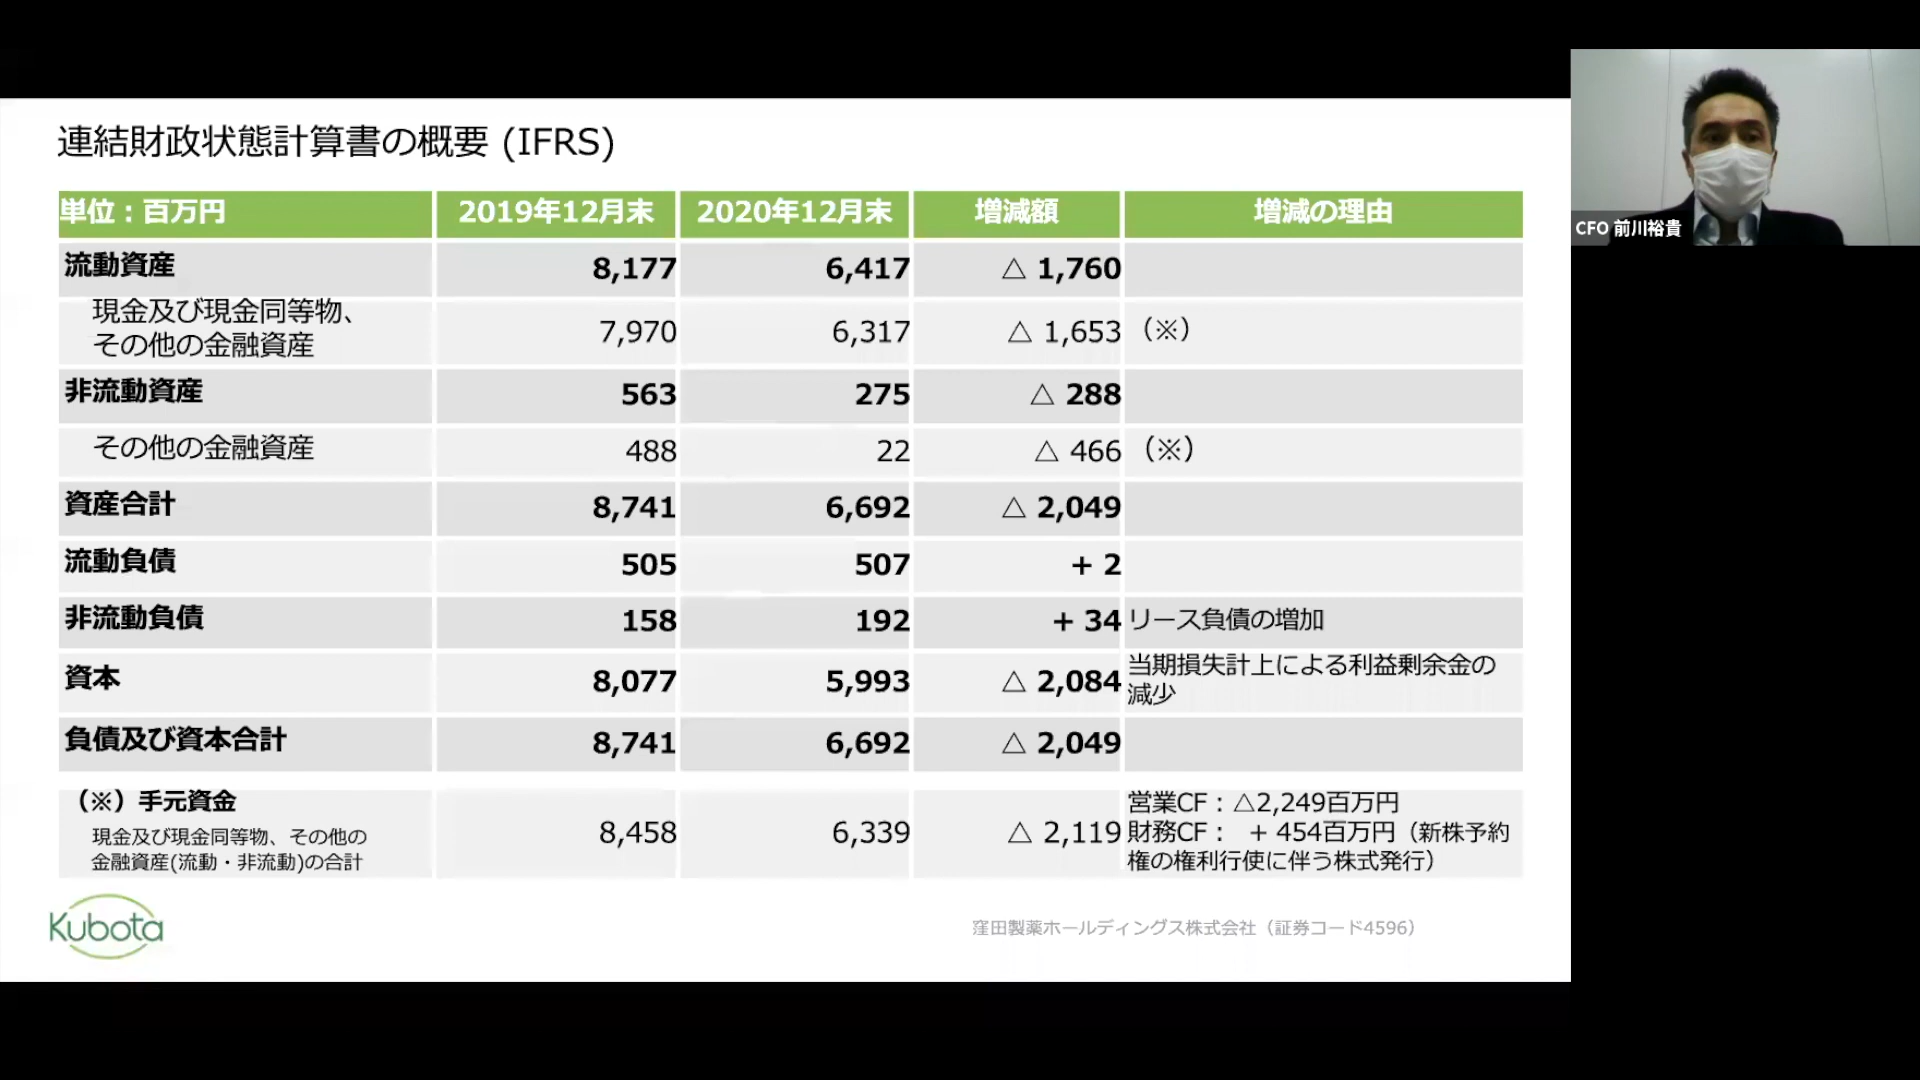 連結財政状態計算書の概要 (IFRS)
単位：百万円 2019年12月末 2020年12月末 増減額 増減の理由
流動資産 8,177 6,417 △ 1,760
現金及び現金同等物、
その他の金融資産 7,970 6,317 △ 1,653 （※）
非流動資産 563 275 △ 288
その他の金融資産 488 22 △ 466 （※）
資産合計 8,741 6,692 △ 2,049
流動負債 505 507 + 2
非流動負債 158 192 + 34 リース負債の増加
資本 8,077 5,993 △ 2,084 当期損失計上による利益剰余金の
減少
負債及び資本合計 8,741 6,692 △ 2,049
（※）手元資金
現金及び現金同等物、その他の
金融資産(流動・非流動)の合計
8,458 6,339 △ 2,119
営業CF：△2,249百万円
財務CF： + 454百万円（新株予約
権の権利行使に伴う株式発行）
Kubota
窪田製薬ホールディングス株式会社（証券コード4596）
CFO 前川裕貴